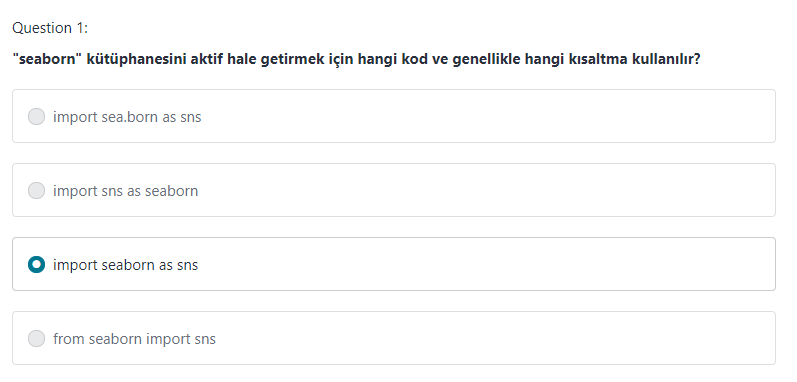 Question 1:
"seaborn" kütüphanesini aktif hale getirmek için hangi kod ve genellikle hangi kısaltma kullanılır?
import sea.born as sns
import sns as seaborn
import seaborn as sns
from seaborn import sns